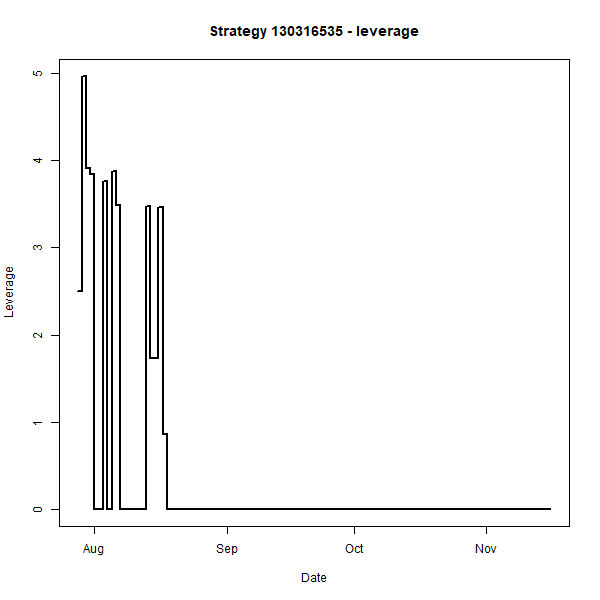 Strategy 130316535 - leverage
5
4
3
2
1
0
Leverage
Aug
Sep
Oct
Nov
Date